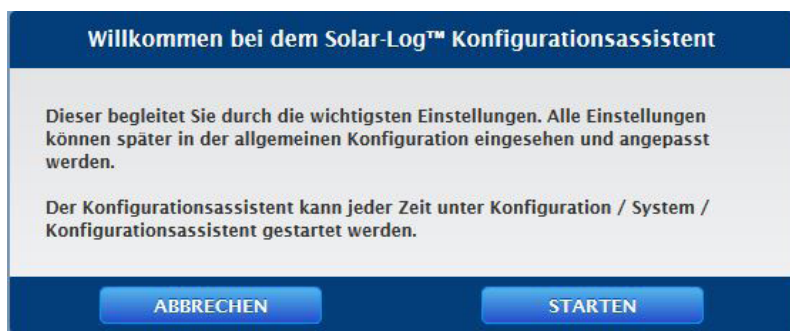 Willkommen bei dem Solar-Log™ Konfigurationsassistent
Dieser begleitet Sie durch die wichtigsten Einstellungen. Alle Einstellungen
können später in der allgemeinen Konfiguration eingesehen und angepasst
werden.
Der Konfigurationsassistent kann jeder Zeit unter Konfiguration / System /
Konfigurationsassistent gestartet werden.
ABBRECHEN
STARTEN